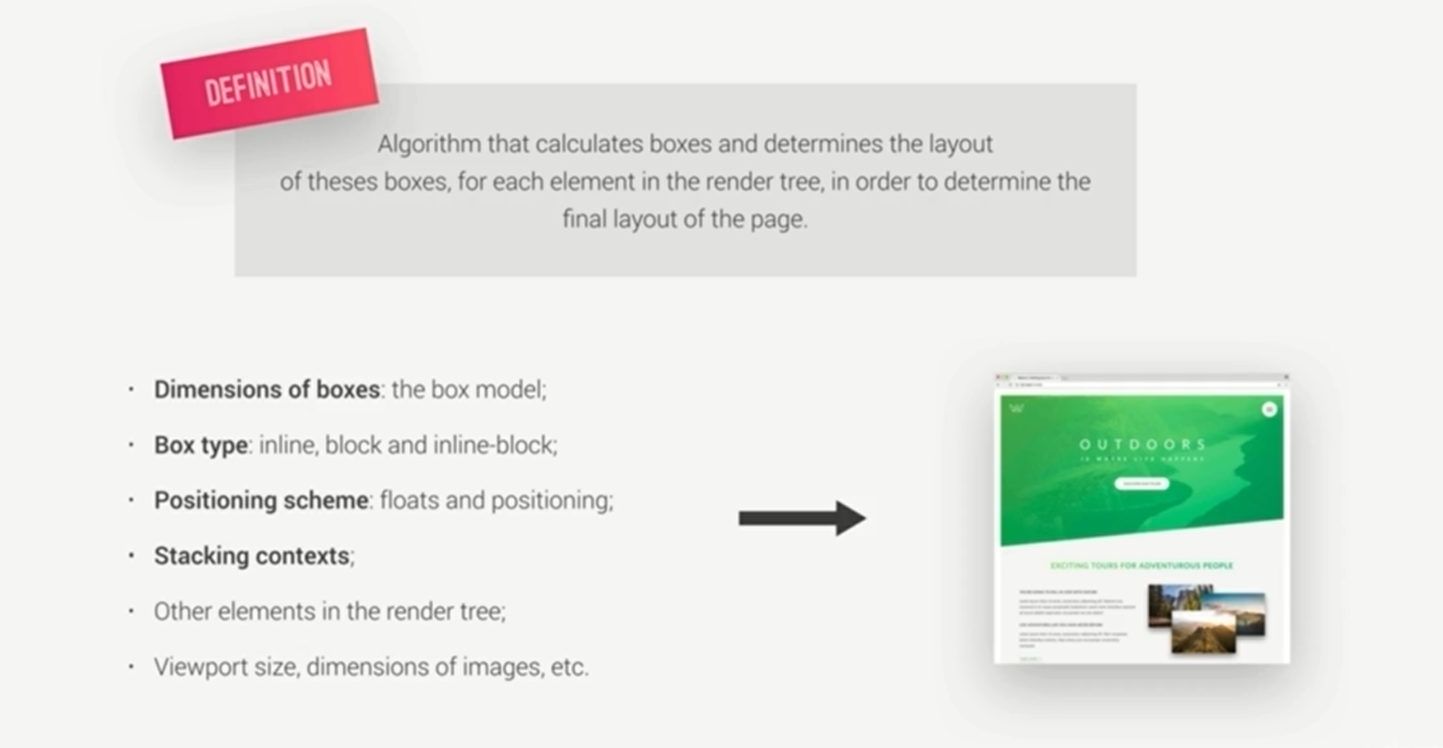 DEFINITION
Algorithm that calculates boxes and determines the layout
of theses boxes, for each element in the render tree, in order to determine the
final layout of the page.
· Dimensions of boxes: the box model;
· Box type: inline, block and inline-block;
· Positioning scheme: floats and positioning;
· Stacking contexts;
· Other elements in the render tree;
· Viewport size, dimensions of images, etc.
OUTDOORS
EXCITING TOURS FOR ADVENTUROUS PEOPLE